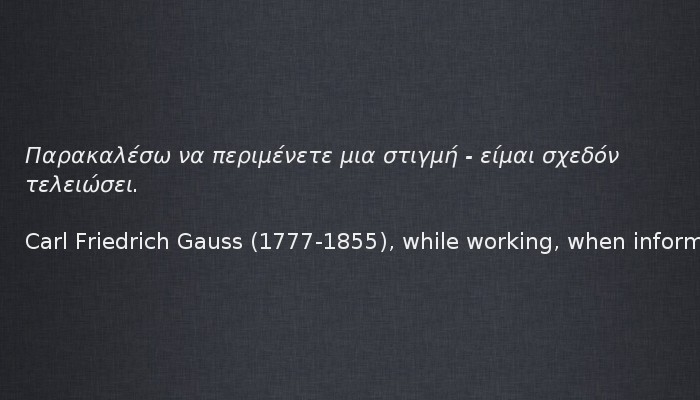 Παρακαλέσω να περιμένετε μια στιγμή - είμαι σχεδόν
τελειώσει.
Carl Friedrich Gauss (1777-1855), while working, when inform